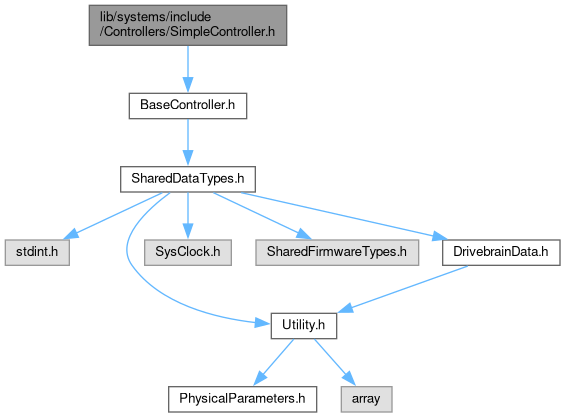 lib/systems/include
/Controllers/SimpleController.h
BaseController.h
SharedDataTypes.h
stdint.h
SysClock.h
SharedFirmwareTypes.h
DrivebrainData.h
Utility.h
PhysicalParameters.h
array